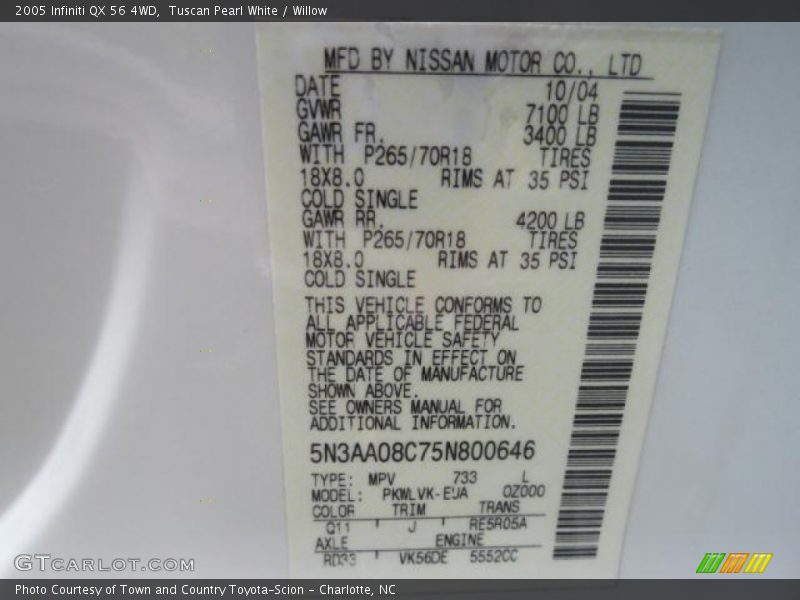 2005 Infiniti QX 56 4WD, Tuscan Pearl White / Willow
MFD BY NISSAN MOTOR CO., LTD
DATE 10/04
GVWR 7100 LB
GAWR FR. 3400 LB
WITH P265/70R18 TIRES
18X8.0 RIMS AT 35 PSI
COLD SINGLE
GAWR RR. 4200 LB
WITH P265/70R18 TIRES
18X8.0 RIMS AT 35 PSI
COLD SINGLE
THIS VEHICLE CONFORMS TO
ALL APPLICABLE FEDERAL
MOTOR VEHICLE SAFETY
STANDARDS IN EFFECT ON
THE DATE OF MANUFACTURE
SHOWN ABOVE.
SEE OWNERS MANUAL FOR
ADDITIONAL INFORMATION.
5N3AA08C75N800646
TYPE: MPV 733 L
MODEL: PKWLVK-EUA 0Z000
COLOR TRIM TRANS
Q11 J RE5R05A
AXLE ENGINE
RD33 VK56DE 5552CC
GTCARLOT.COM
Photo Courtesy of Town and Country Toyota-Scion - Charlotte, NC